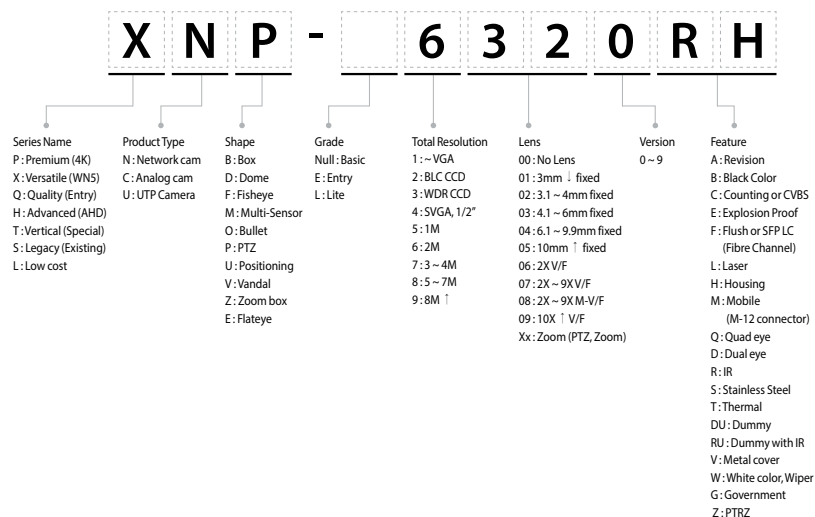 XNP-6320RH
Series Name
P : Premium (4K)
X : Versatile (WN5)
Q : Quality (Entry)
H : Advanced (AHD)
T : Vertical (Special)
S : Legacy (Existing)
L : Low cost
Product Type
N : Network cam
C : Analog cam
U : UTP Camera
Shape
B : Box
D : Dome
F : Fisheye
M : Multi-Sensor
O : Bullet
P : PTZ
U : Positioning
V : Vandal
Z : Zoom box
E : Flateye
Grade
Null : Basic
E : Entry
L : Lite
Total Resolution
1 : ~ VGA
2 : BLC CCD
3 : WDR CCD
4 : SVGA, 1/2"
5 : 1M
6 : 2M
7 : 3 ~ 4M
8 : 5 ~ 7M
9 : 8M ↑
Lens
00 : No Lens
01 : 3mm ↓ fixed
02 : 3.1 ~ 4mm fixed
03 : 4.1 ~ 6mm fixed
04 : 6.1 ~ 9.9mm fixed
05 : 10mm ↑ fixed
06 : 2X V/F
07 : 2X ~ 9X V/F
08 : 2X ~ 9X M-V/F
09 : 10X ↑ V/F
Xx : Zoom (PTZ, Zoom)
Version
0 ~ 9
Feature
A : Revision
B : Black Color
C : Counting or CVBS
E : Explosion Proof
F : Flush or SFP LC
(Fibre Channel)
L : Laser
H : Housing
M : Mobile
(M-12 connector)
Q : Quad eye
D : Dual eye
R : IR
S : Stainless Steel
T : Thermal
DU : Dummy
RU : Dummy with IR
V : Metal cover
W : White color, Wiper
G : Government
Z : PTRZ